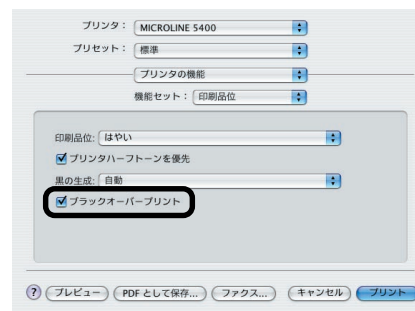 プリンタ： MICROLINE 5400
プリセット： 標準
プリンタの機能
機能セット： 印刷品位
印刷品位: はやい
プリンタハーフトーンを優先
黒の生成: 自動
ブラックオーバープリント
? プレビュー PDF として保存... ファクス... キャンセル プリント